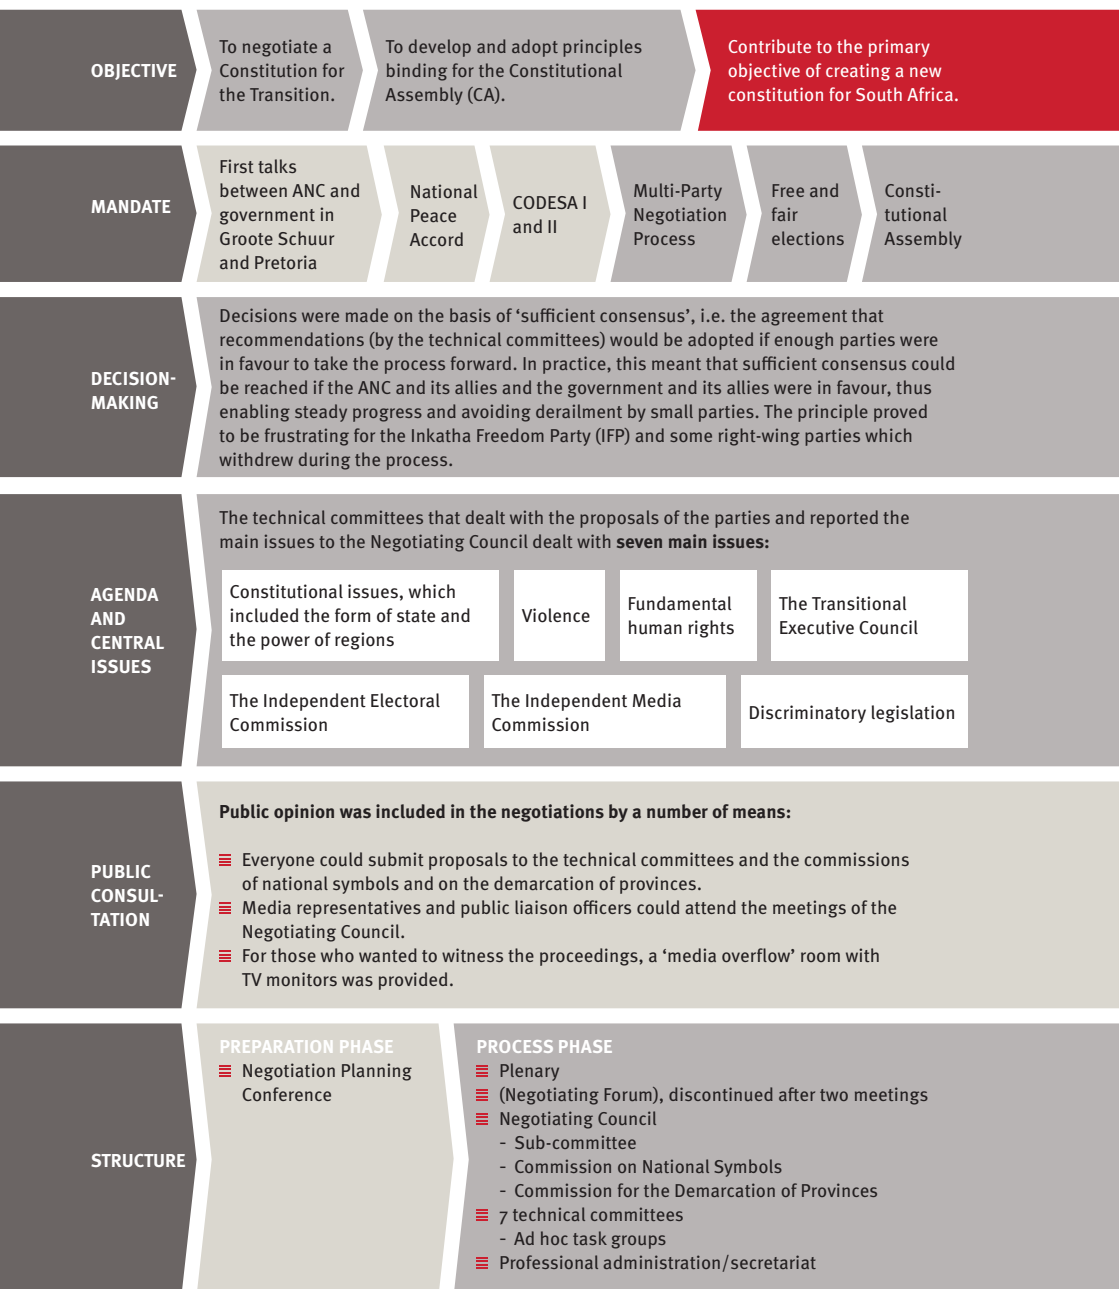 OBJECTIVE
To negotiate a
Constitution for
the Transition.
To develop and adopt principles
binding for the Constitutional
Assembly (CA).
Contribute to the primary
objective of creating a new
constitution for South Africa.
MANDATE
First talks
between ANC and
government in
Groote Schuur
and Pretoria
National
Peace
Accord
CODESA I
and II
Multi-Party
Negotiation
Process
Free and
fair
elections
Consti-
tutional
Assembly
DECISION-
MAKING
Decisions were made on the basis of ‘sufficient consensus’, i.e. the agreement that
recommendations (by the technical committees) would be adopted if enough parties were
in favour to take the process forward. In practice, this meant that sufficient consensus could
be reached if the ANC and its allies and the government and its allies were in favour, thus
enabling steady progress and avoiding derailment by small parties. The principle proved
to be frustrating for the Inkatha Freedom Party (IFP) and some right-wing parties which
withdrew during the process.
AGENDA
AND
CENTRAL
ISSUES
The technical committees that dealt with the proposals of the parties and reported the
main issues to the Negotiating Council dealt with seven main issues:
Constitutional issues, which
included the form of state and
the power of regions
Violence
Fundamental
human rights
The Transitional
Executive Council
The Independent Electoral
Commission
The Independent Media
Commission
Discriminatory legislation
PUBLIC
CONSUL-
TATION
Public opinion was included in the negotiations by a number of means:
Everyone could submit proposals to the technical committees and the commissions
of national symbols and on the demarcation of provinces.
Media representatives and public liaison officers could attend the meetings of the
Negotiating Council.
For those who wanted to witness the proceedings, a ‘media overflow’ room with
TV monitors was provided.
STRUCTURE
PREPARATION PHASE
Negotiation Planning
Conference
PROCESS PHASE
Plenary
(Negotiating Forum), discontinued after two meetings
Negotiating Council
- Sub-committee
- Commission on National Symbols
- Commission for the Demarcation of Provinces
7 technical committees
- Ad hoc task groups
Professional administration/secretariat